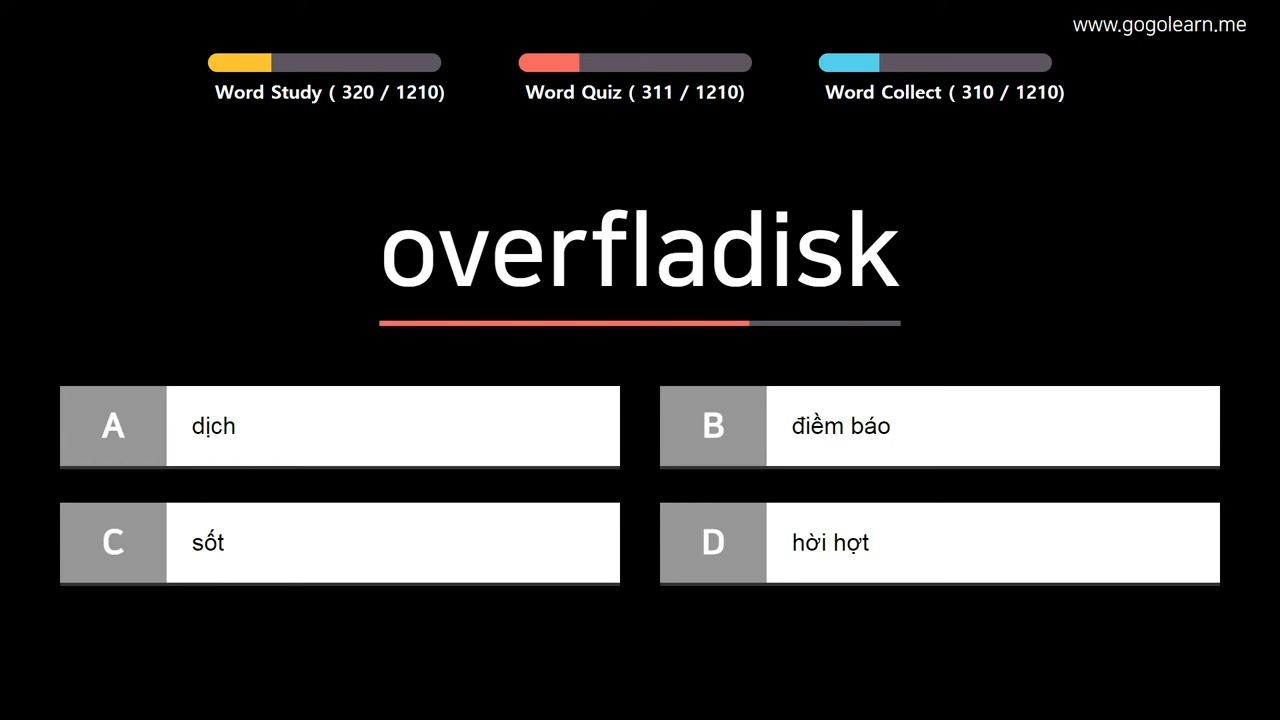 www.gogolearn.me
Word Study ( 320 / 1210)
Word Quiz ( 311 / 1210)
Word Collect ( 310 / 1210)
overfladisk
A dịch
B điềm báo
C sốt
D hời hợt